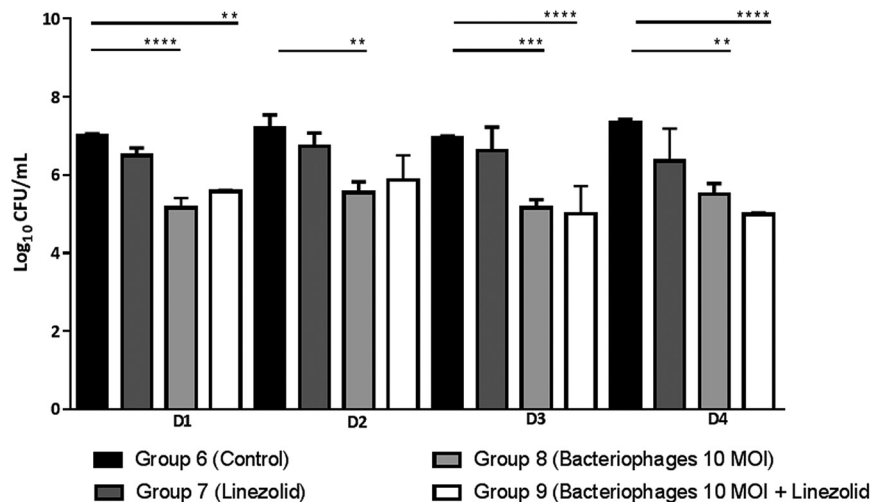 10
** **** ****
**** ** *** **
8
6
Log10 CFU/mL
4
2
0
D1 D2 D3 D4
Group 6 (Control) Group 8 (Bacteriophages 10 MOI)
Group 7 (Linezolid) Group 9 (Bacteriophages 10 MOI + Linezolid